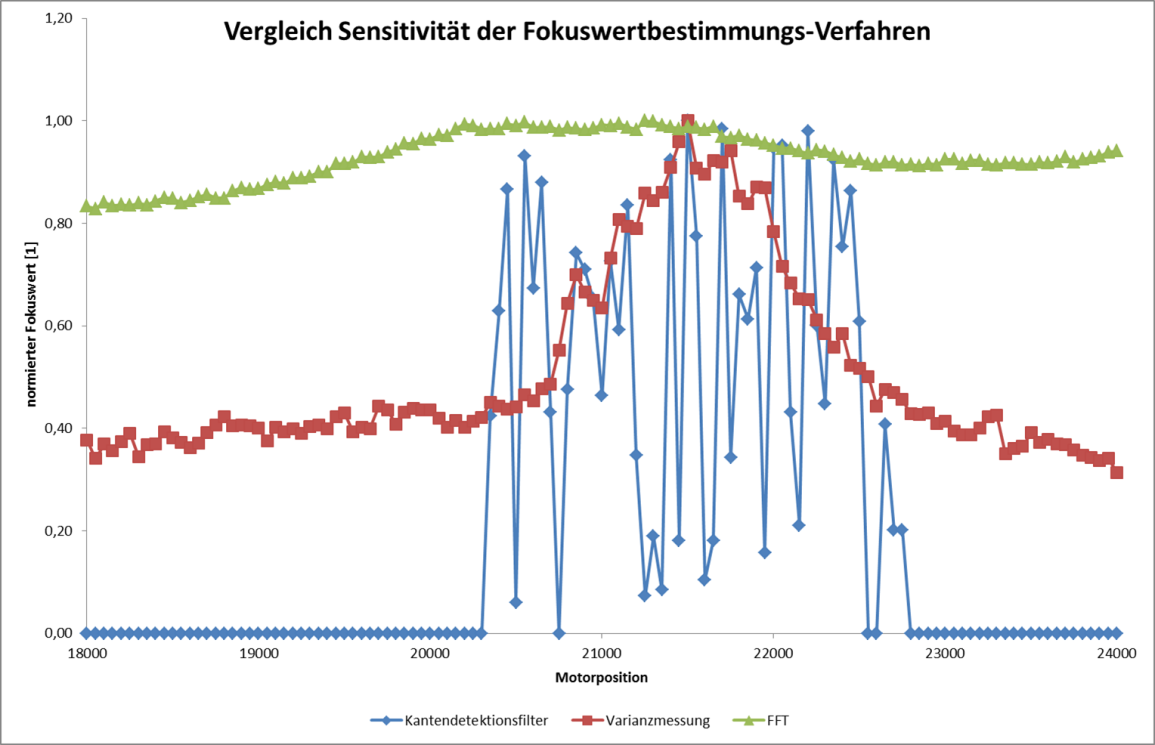 Vergleich Sensitivität der Fokuswertbestimmungs-Verfahren
1,20
1,00
0,80
0,60
0,40
0,20
0,00
normierter Fokuswert [1]
18000 19000 20000 21000 22000 23000 24000
Motorposition
Kantendetektionsfilter Varianzmessung FFT